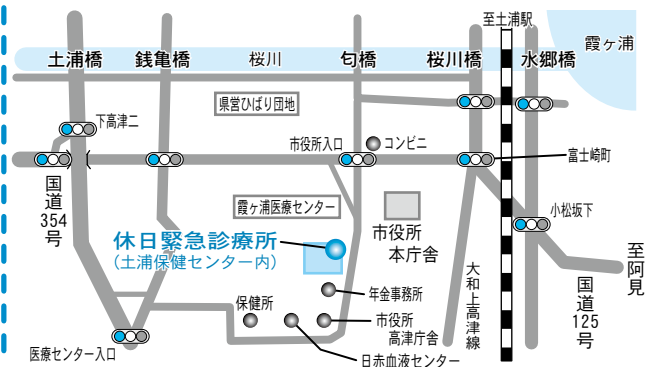 至土浦駅
霞ヶ浦
土浦橋
銭亀橋
桜川
匂橋
桜川橋
水郷橋
県営ひばり団地
下高津二
市役所入口
コンビニ
富士崎町
国道354号
霞ヶ浦医療センター
市役所
本庁舎
小松坂下
休日緊急診療所
(土浦保健センター内)
至阿見
大和上高津線
国道125号
年金事務所
保健所
市役所
高津庁舎
医療センター入口
日赤血液センター